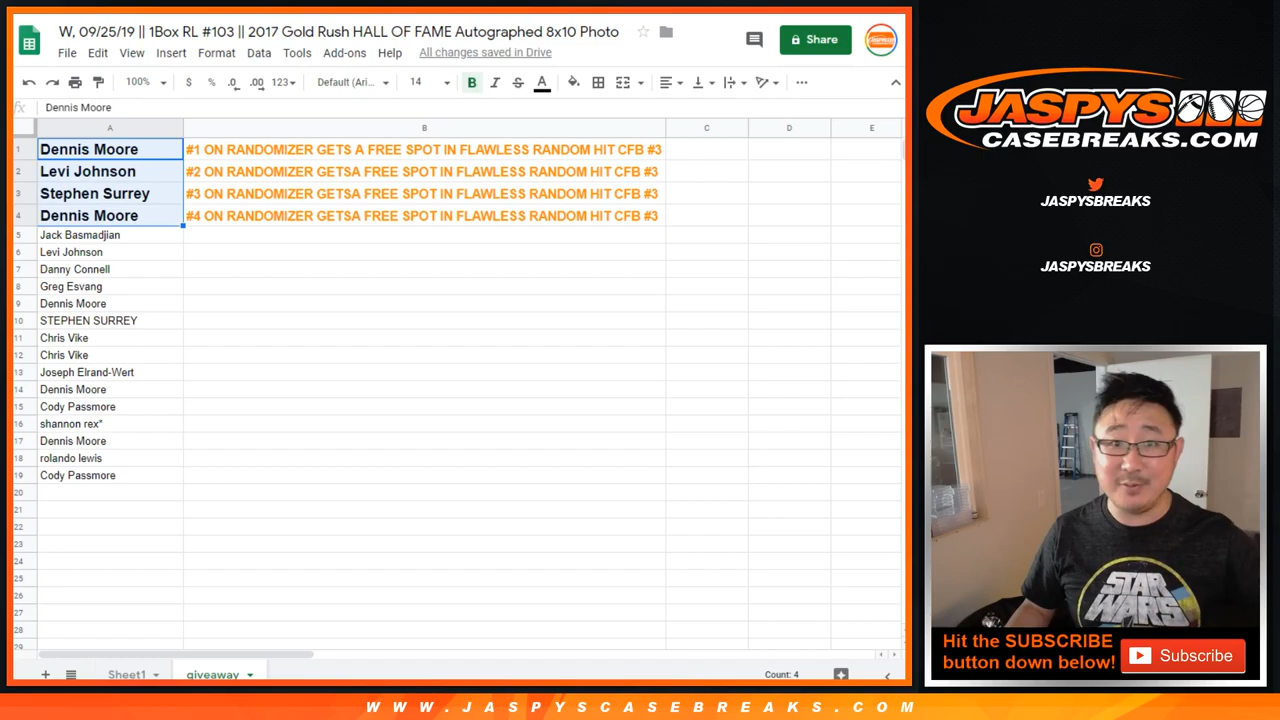 W, 09/25/19 || 1Box RL #103 || 2017 Gold Rush HALL OF FAME Autographed 8x10 Photo
File Edit View Insert Format Data Tools Add-ons Help All changes saved in Drive
Share
100% $ % .0 .00 123 Default (Ari... 14 B I S A ...
fx Dennis Moore
A B C D E
1 Dennis Moore #1 ON RANDOMIZER GETS A FREE SPOT IN FLAWLESS RANDOM HIT CFB #3
2 Levi Johnson #2 ON RANDOMIZER GETSA FREE SPOT IN FLAWLESS RANDOM HIT CFB #3
3 Stephen Surrey #3 ON RANDOMIZER GETSA FREE SPOT IN FLAWLESS RANDOM HIT CFB #3
4 Dennis Moore #4 ON RANDOMIZER GETSA FREE SPOT IN FLAWLESS RANDOM HIT CFB #3
5 Jack Basmadjian
6 Levi Johnson
7 Danny Connell
8 Greg Esvang
9 Dennis Moore
10 STEPHEN SURREY
11 Chris Vike
12 Chris Vike
13 Joseph Elrand-Wert
14 Dennis Moore
15 Cody Passmore
16 shannon rex*
17 Dennis Moore
18 rolando lewis
19 Cody Passmore
20
21
22
23
24
25
26
27
28
29
Sheet1 giveaway Count: 4
JASPYS
CASEBREAKS.COM
JASPYSBREAKS
JASPYSBREAKS
STAR
WARS
Hit the SUBSCRIBE
button down below!
Subscribe
WWW.JASPYSCASEBREAKS.COM